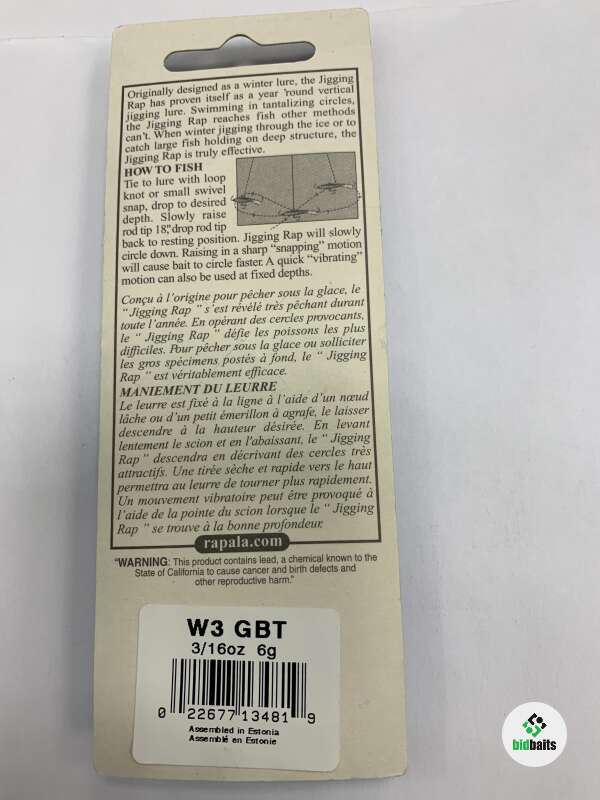 Originally designed as a winter lure, the Jigging
Rap has proven itself as a year 'round vertical
jigging lure. Swimming in tantalizing circles,
the Jigging Rap reaches fish other methods
can't. When winter jigging through the ice or to
catch large fish holding on deep structure, the
Jigging Rap is truly effective.
HOW TO FISH
Tie to lure with loop
knot or small swivel
snap, drop to desired
depth. Slowly raise
rod tip 18," drop rod tip
back to resting position. Jigging Rap will slowly
circle down. Raising in a sharp “snapping” motion
will cause bait to circle faster. A quick “vibrating”
motion can also be used at fixed depths.
Conçu à l'origine pour pêcher sous la glace, le
“Jigging Rap ” s'est révélé très pêchant durant
toute l'année. En opérant des cercles provocants,
le “ Jigging Rap ” défie les poissons les plus
difficiles. Pour pêcher sous la glace ou solliciter
les gros spécimens postés à fond, le “ Jigging
Rap ” est véritablement efficace.
MANIEMENT DU LEURRE
Le leurre est fixé à la ligne à l'aide d'un nœud
lâche ou d'un petit émerillon à agrafe, le laisser
descendre à la hauteur désirée. En levant
lentement le scion et en l'abaissant, le “ Jigging
Rap ” descendra en décrivant des cercles très
attractifs. Une tirée sèche et rapide vers le haut
permettra au leurre de tourner plus rapidement.
Un mouvement vibratoire peut être provoqué à
l'aide de la pointe du scion lorsque le “ Jigging
Rap ” se trouve à la bonne profondeur.
rapala.com
“WARNING: This product contains lead, a chemical known to the
State of California to cause cancer and birth defects and
other reproductive harm.”
W3 GBT
3/16oz 6g
0 22677 13481 9
Assembled in Estonia
Assemblé en Estonie
bidbaits